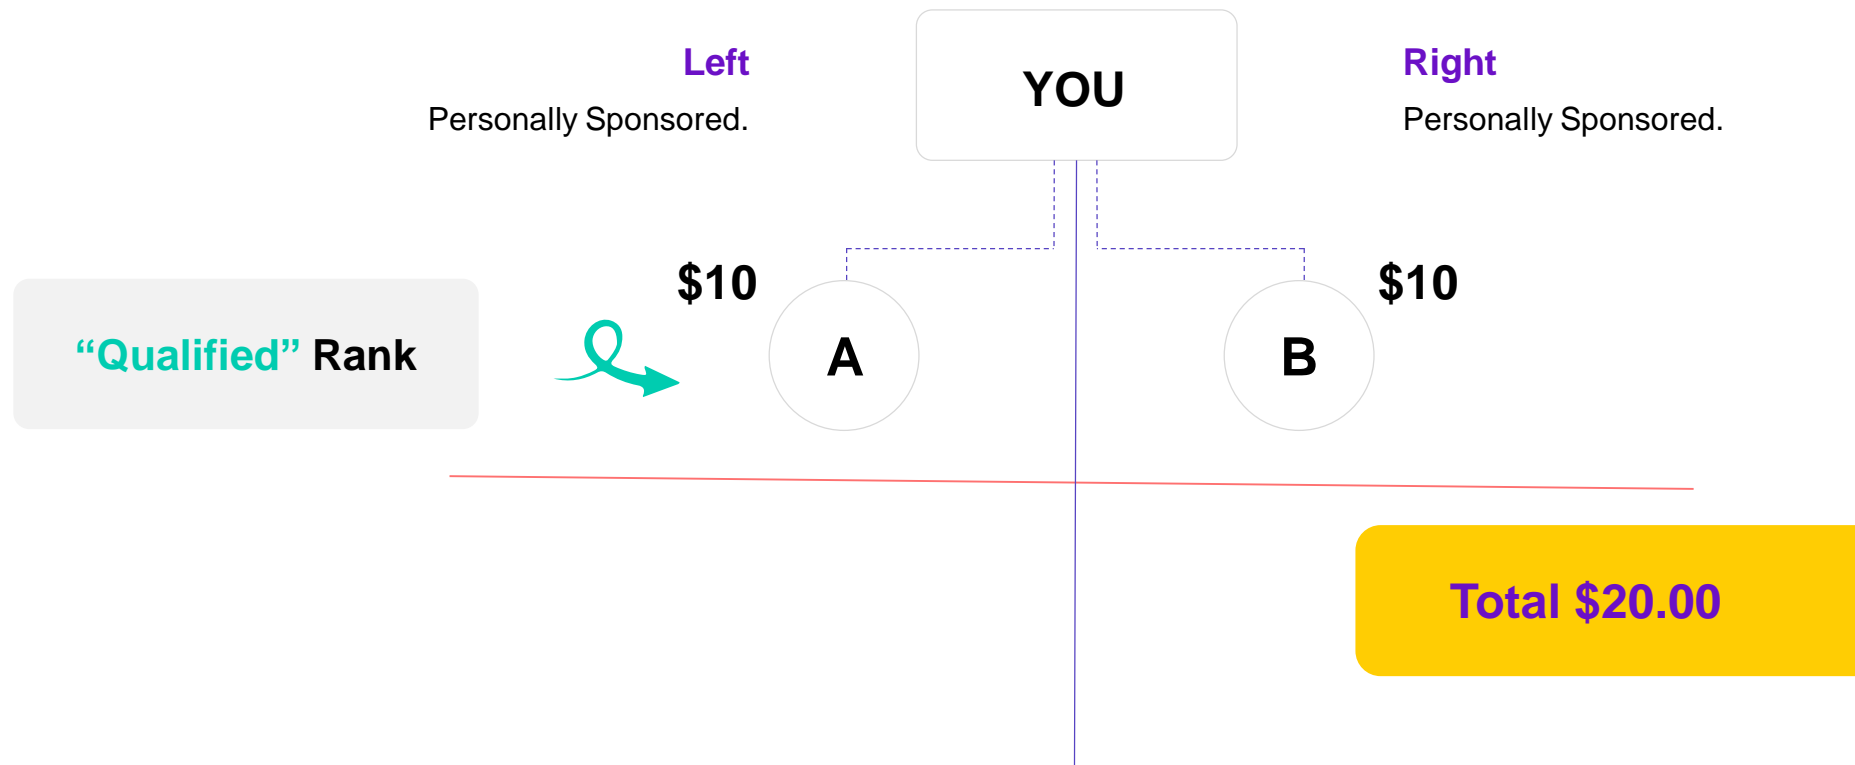 Left
Personally Sponsored.
YOU
Right
Personally Sponsored.
$10
$10
“Qualified” Rank
A
B
Total $20.00